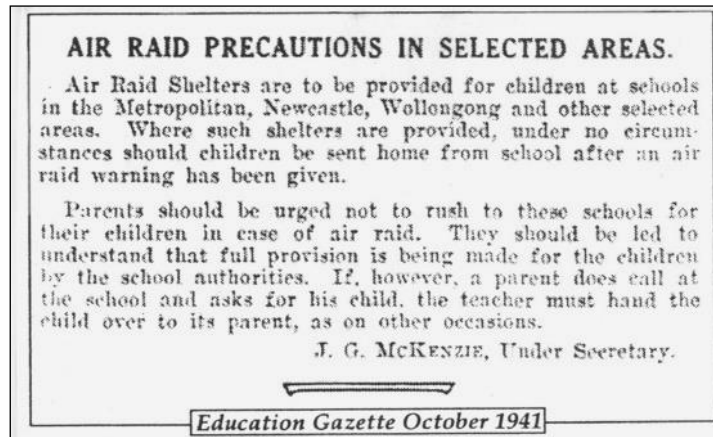 AIR RAID PRECAUTIONS IN SELECTED AREAS.
Air Raid Shelters are to be provided for children at schools
in the Metropolitan, Newcastle, Wollongong and other selected
areas. Where such shelters are provided, under no circum-
stances should children be sent home from school after an air
raid warning has been given.
Parents should be urged not to rush to these schools for
their children in case of air raid. They should be led to
understand that full provision is being made for the children
by the school authorities. If, however, a parent does call at
the school and asks for his child, the teacher must hand the
child over to its parent, as on other occasions.
J. G. McKENZIE, Under Secretary.
Education Gazette October 1941